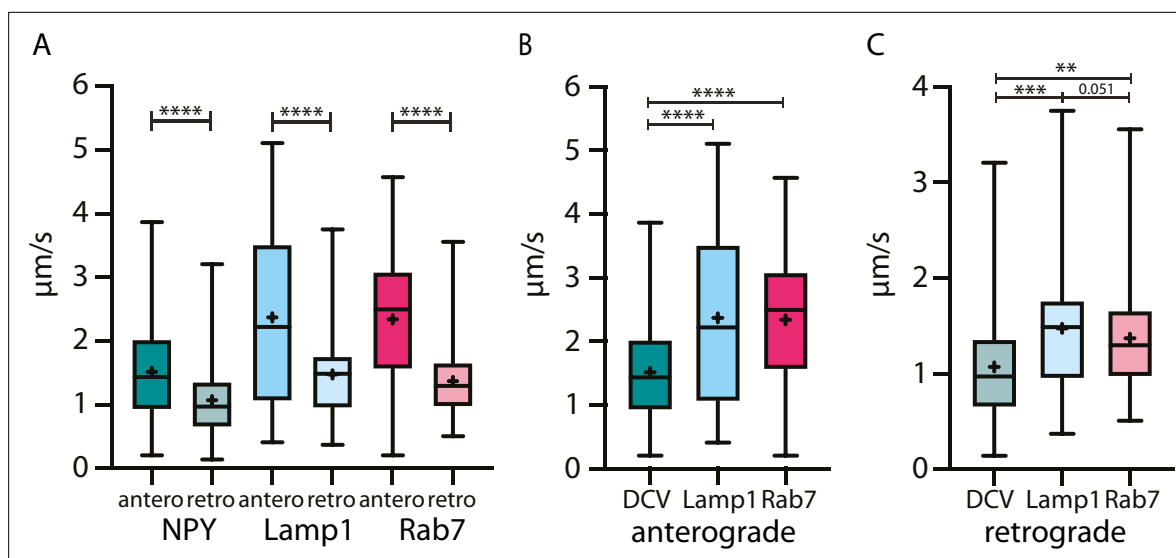 A
6
5
4
3
2
1
0
µm/s
****
****
****
antero retro antero retro antero retro
NPY Lamp1 Rab7
B
6
5
4
3
2
1
0
µm/s
****
****
DCV Lamp1 Rab7
anterograde
C
4
3
2
1
0
µm/s
**
*** 0.051
DCV Lamp1 Rab7
retrograde